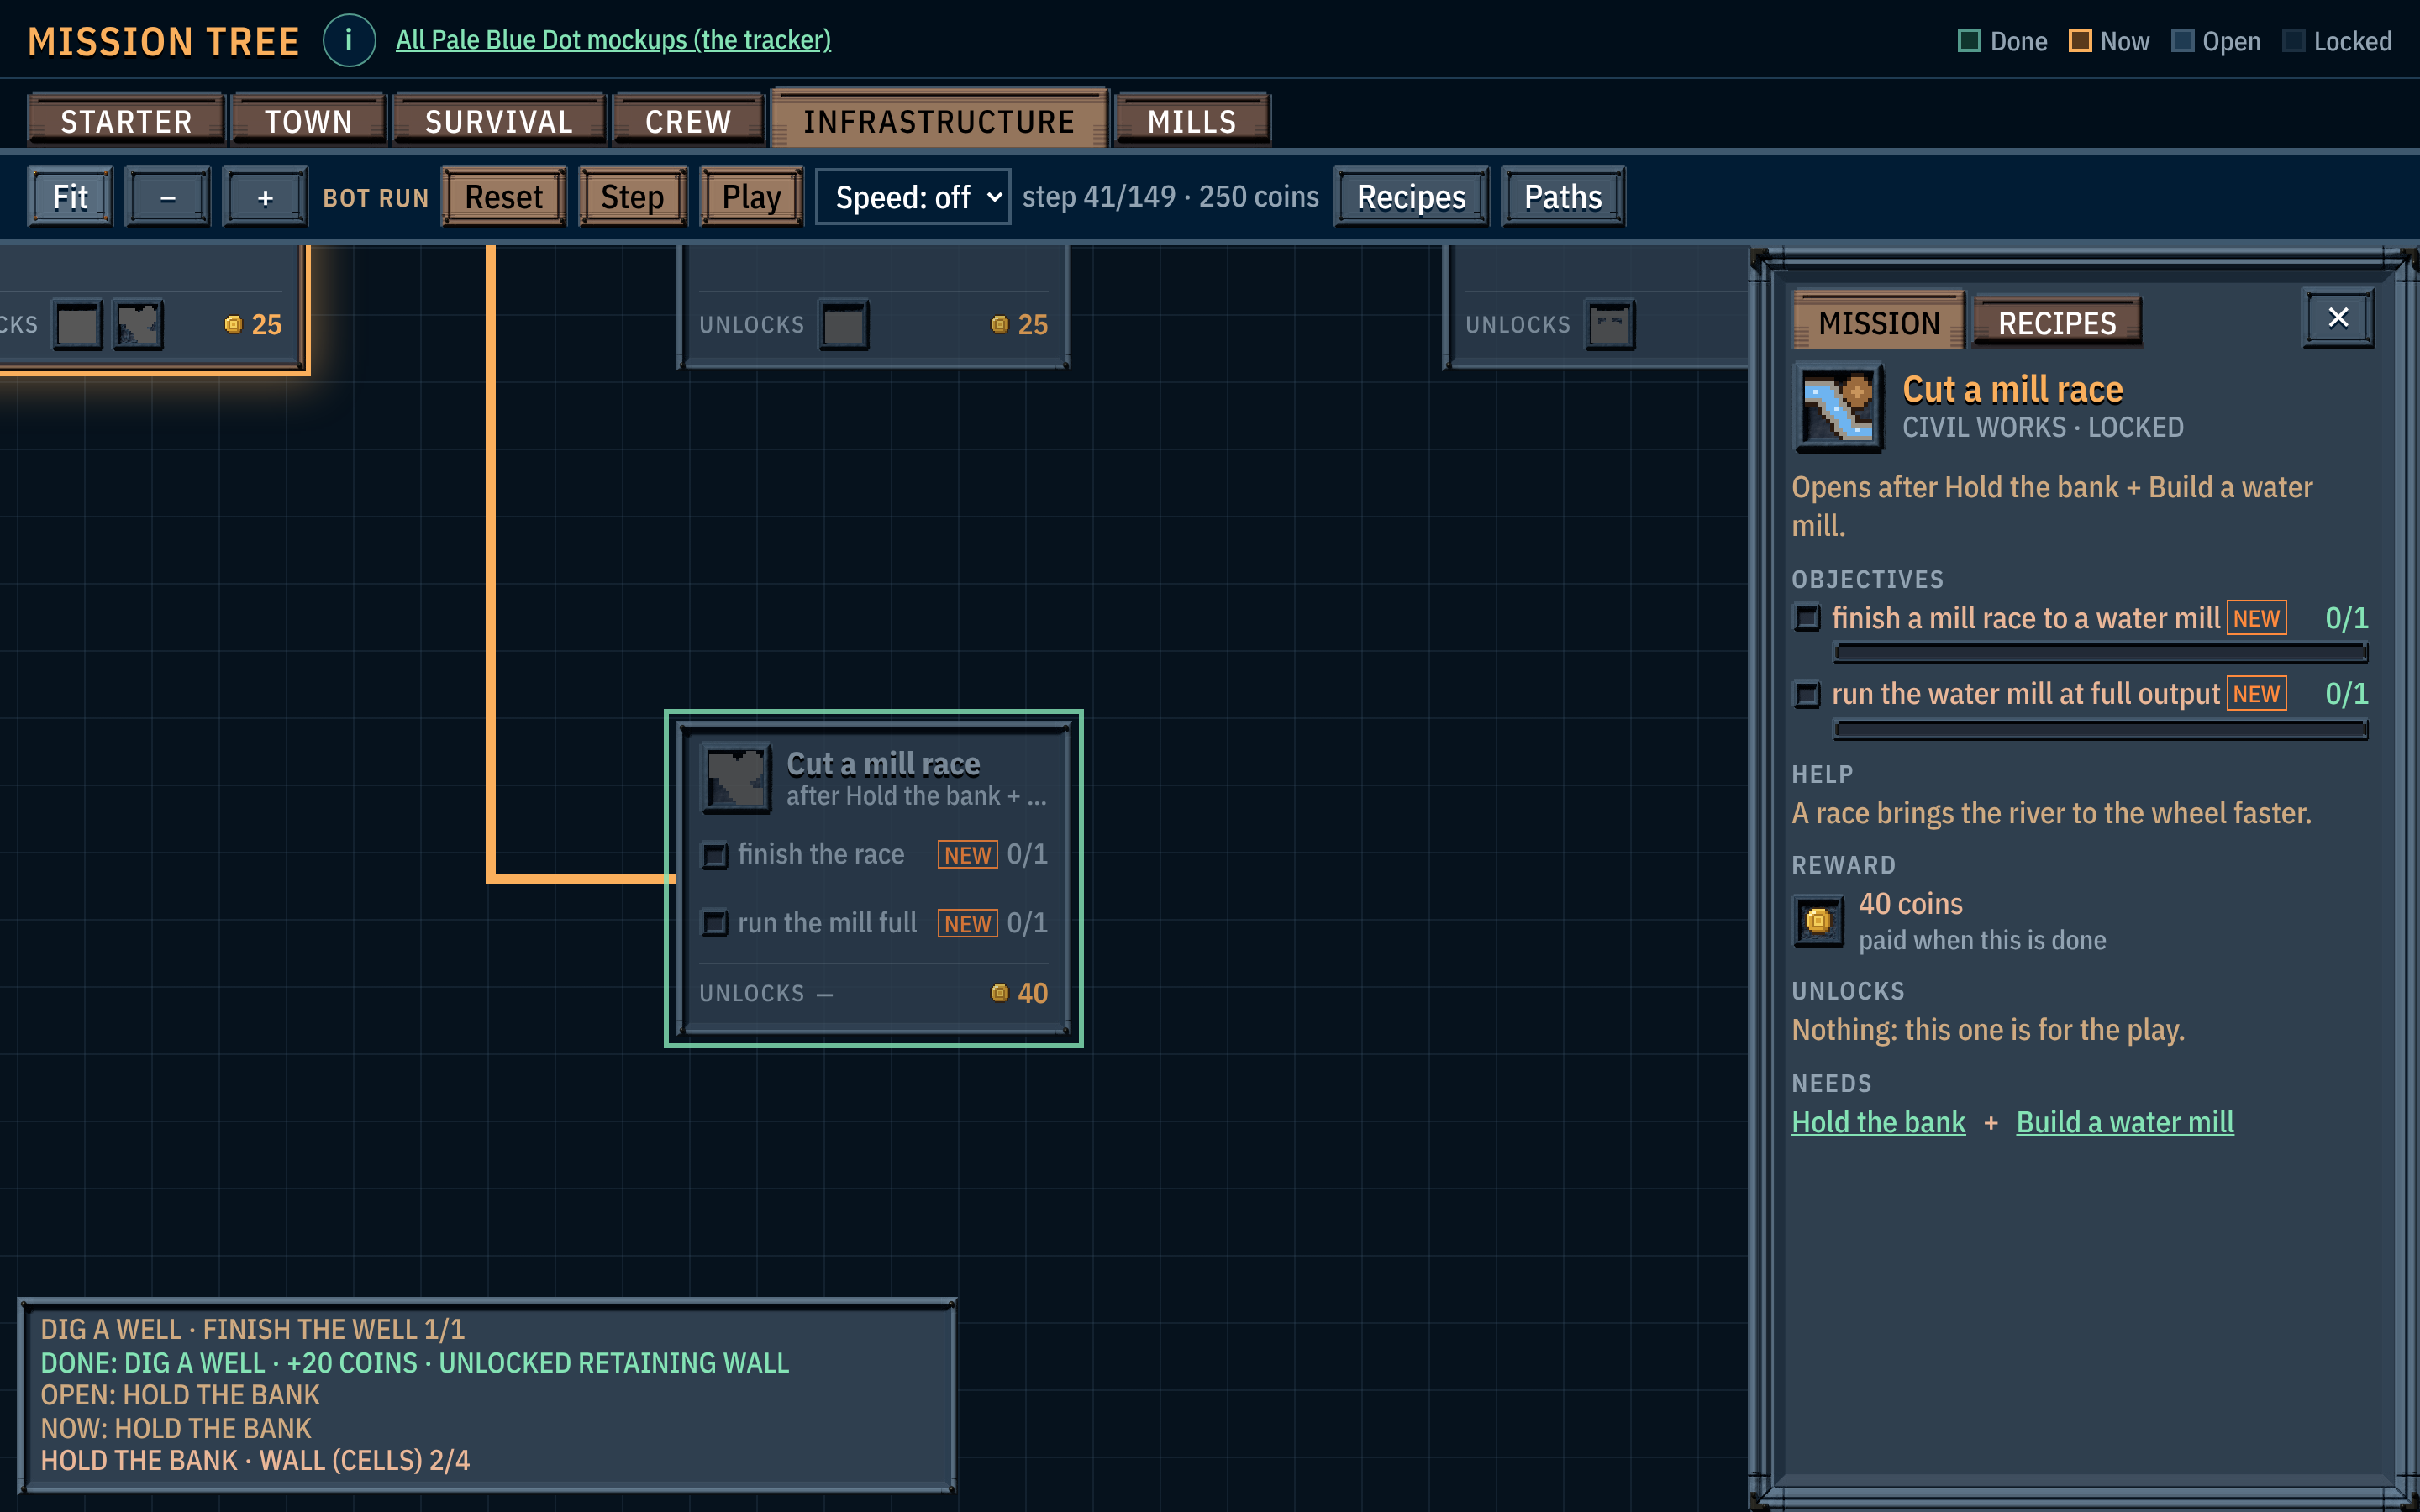 MISSION TREE
i
All Pale Blue Dot mockups (the tracker)
Done
Now
Open
Locked
STARTER
TOWN
SURVIVAL
CREW
INFRASTRUCTURE
MILLS
Fit
–
+
BOT RUN
Reset
Step
Play
Speed: off
step 41/149 · 250 coins
Recipes
Paths
CKS
25
UNLOCKS
25
UNLOCKS
Cut a mill race
after Hold the bank + ...
finish the race NEW 0/1
run the mill full NEW 0/1
UNLOCKS –
40
DIG A WELL · FINISH THE WELL 1/1
DONE: DIG A WELL · +20 COINS · UNLOCKED RETAINING WALL
OPEN: HOLD THE BANK
NOW: HOLD THE BANK
HOLD THE BANK · WALL (CELLS) 2/4
MISSION
RECIPES
×
Cut a mill race
CIVIL WORKS · LOCKED
Opens after Hold the bank + Build a water
mill.
OBJECTIVES
finish a mill race to a water mill NEW 0/1
run the water mill at full output NEW 0/1
HELP
A race brings the river to the wheel faster.
REWARD
40 coins
paid when this is done
UNLOCKS
Nothing: this one is for the play.
NEEDS
Hold the bank + Build a water mill